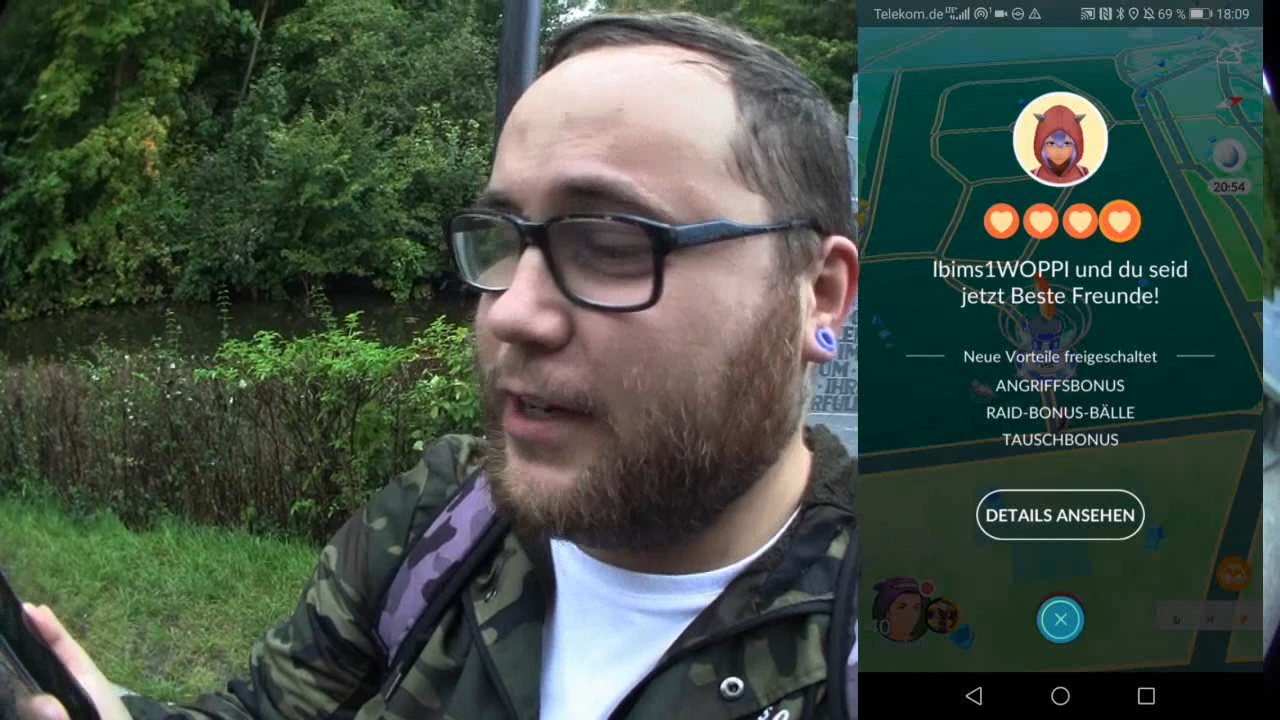 Telekom.de 69 % 18:09
20:54
Ibims1WOPPI und du seid
jetzt Beste Freunde!
Neue Vorteile freigeschaltet
ANGRIFFSBONUS
RAID-BONUS-BÄLLE
TAUSCHBONUS
DETAILS ANSEHEN
40